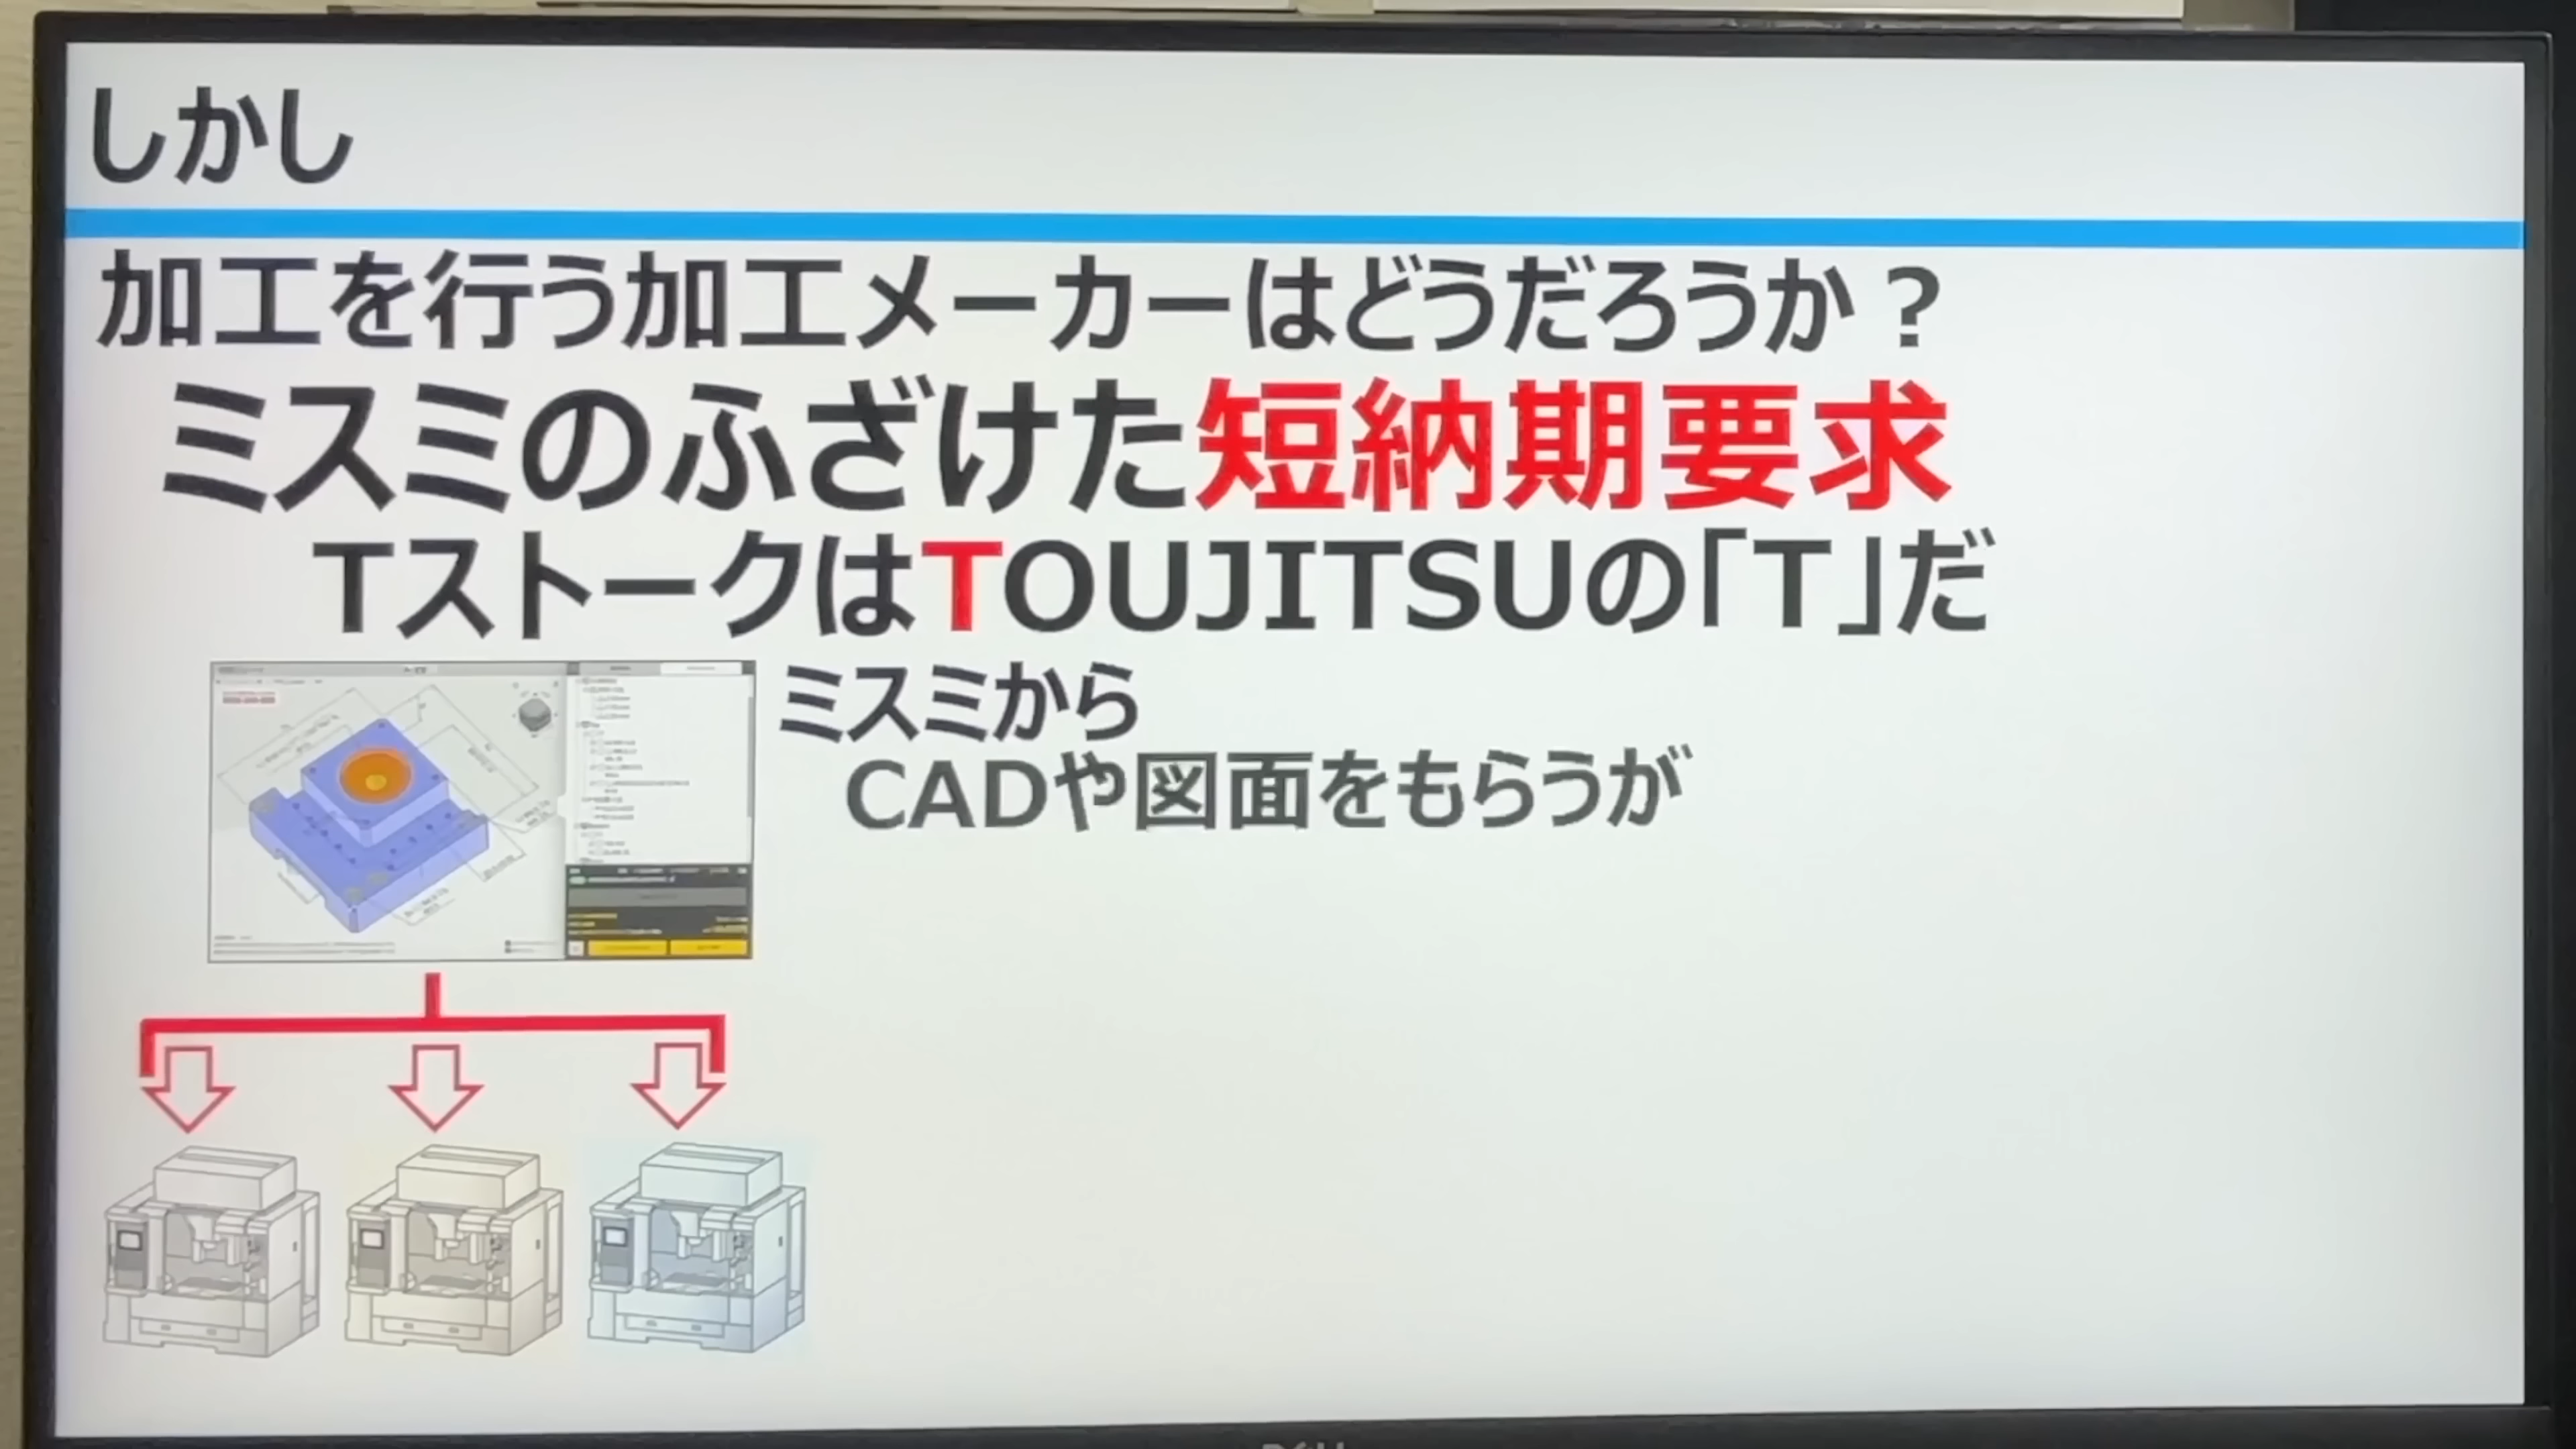 しかし
加工を行う加工メーカーはどうだろうか？
ミスミのふざけた短納期要求
TストークはTOUJITSUの「T」だ
ミスミから
CADや図面をもらうが